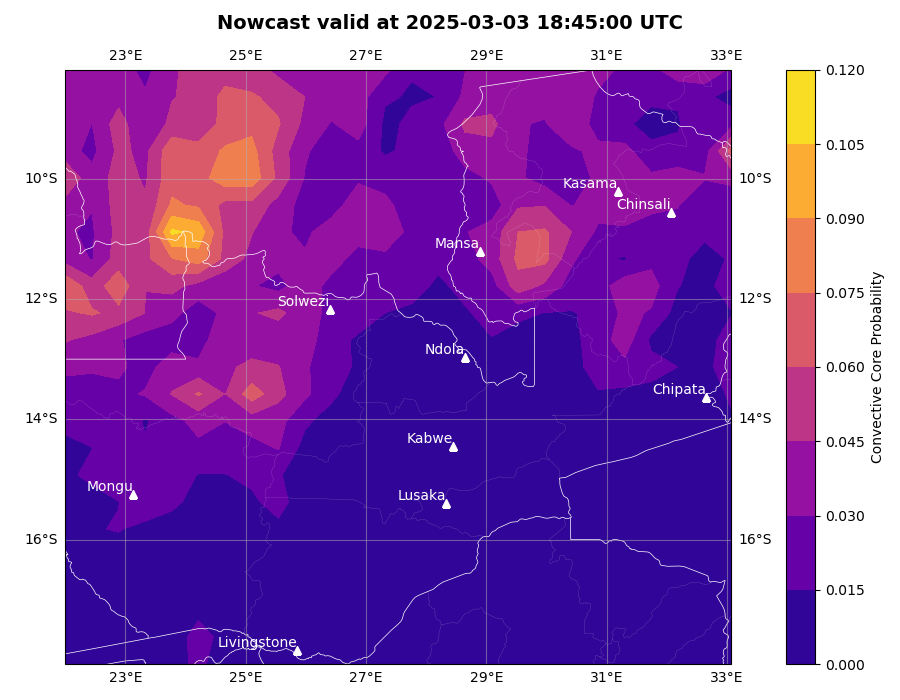 Nowcast valid at 2025-03-03 18:45:00 UTC
23°E 25°E 27°E 29°E 31°E 33°E
0.120
0.105
10°S 10°S
Kasama
Chinsali
0.090
Mansa
0.075
12°S 12°S
Solwezi
Ndola
0.060
Chipata
14°S 14°S
Kabwe
0.045
Mongu
Lusaka
0.030
16°S 16°S
0.015
Livingstone
0.000
23°E 25°E 27°E 29°E 31°E 33°E
Convective Core Probability